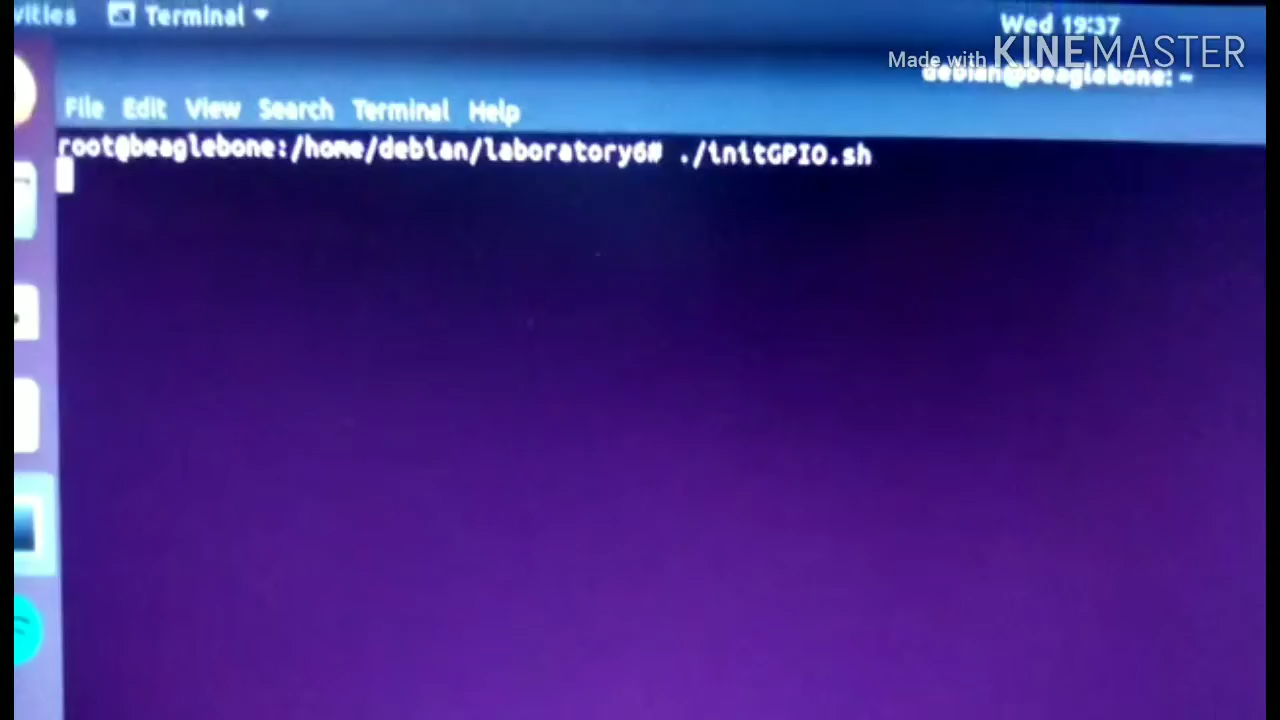 vities Terminal Wed 19:37
Made with KINEMASTER
debian@beaglebone: ~
File Edit View Search Terminal Help
root@beaglebone:/home/debian/laboratory6# ./initGPIO.sh